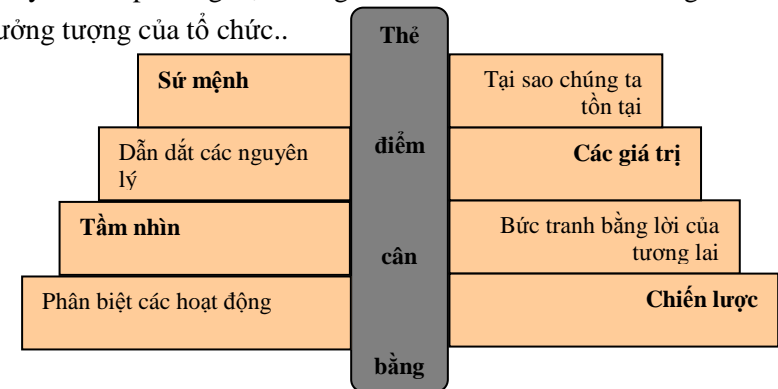 ưởng tượng của tổ chức..
Thẻ
Sứ mệnh
Tại sao chúng ta
tồn tại
điểm
Dẫn dắt các nguyên
lý
Các giá trị
Tầm nhìn
Bức tranh bằng lời của
tương lai
cân
Phân biệt các hoạt động
Chiến lược
bằng